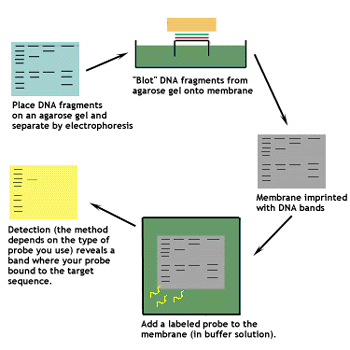 Place DNA fragments
on an agarose gel and
separate by electrophoresis
"Blot" DNA fragments from
agarose gel onto membrane
Membrane imprinted
with DNA bands
Add a labeled probe to the
membrane (in buffer solution).
Detection (the method
depends on the type of
probe you use) reveals a
band where your probe
bound to the target
sequence.